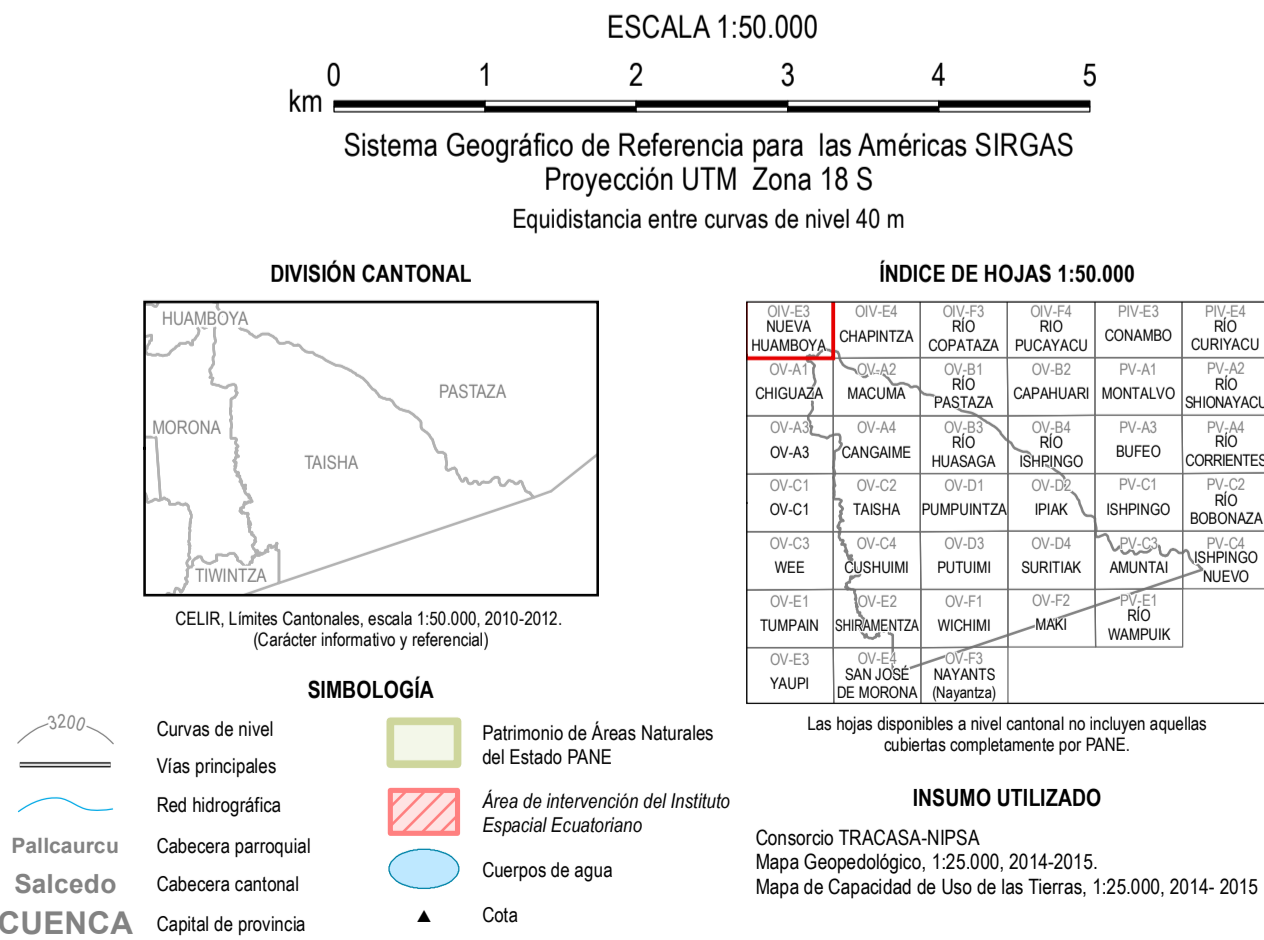 ESCALA 1:50.000
0 1 2 3 4 5
km
Sistema Geográfico de Referencia para las Américas SIRGAS
Proyección UTM Zona 18 S
Equidistancia entre curvas de nivel 40 m
DIVISIÓN CANTONAL
HUAMBOYA
PASTAZA
MORONA
TAISHA
TIWINTZA
CELIR, Límites Cantonales, escala 1:50.000, 2010-2012.
(Carácter informativo y referencial)
ÍNDICE DE HOJAS 1:50.000
OIV-E3 OIV-E4 OIV-F3 OIV-F4 PIV-E3 PIV-E4
NUEVA HUAMBOYA CHAPINTZA RÍO COPATAZA RIO PUCAYACU CONAMBO RÍO CURIYACU
OV-A1 OV-A2 OV-B1 OV-B2 PV-A1 PV-A2
CHIGUAZA MACUMA RÍO PASTAZA CAPAHUARI MONTALVO RÍO SHIONAYACU
OV-A3 OV-A4 OV-B3 OV-B4 PV-A3 PV-A4
OV-A3 CANGAIME RÍO HUASAGA RÍO ISHPINGO BUFEO RÍO CORRIENTES
OV-C1 OV-C2 OV-D1 OV-D2 PV-C1 PV-C2
OV-C1 TAISHA PUMPUINTZA IPIAK ISHPINGO RÍO BOBONAZA
OV-C3 OV-C4 OV-D3 OV-D4 PV-C3 PV-C4
WEE CUSHUIMI PUTUIMI SURITIAK AMUNTAI ISHPINGO NUEVO
OV-E1 OV-E2 OV-F1 OV-F2 PV-E1
TUMPAIN SHIRAMENTZA WICHIMI MAKI RÍO WAMPUIK
OV-E3 OV-E4 OV-F3
YAUPI SAN JOSÉ DE MORONA NAYANTS (Nayantza)
Las hojas disponibles a nivel cantonal no incluyen aquellas
cubiertas completamente por PANE.
SIMBOLOGÍA
3200 Curvas de nivel
Vías principales
Red hidrográfica
Pallcaurcu Cabecera parroquial
Salcedo Cabecera cantonal
CUENCA Capital de provincia
Patrimonio de Áreas Naturales
del Estado PANE
Área de intervención del Instituto
Espacial Ecuatoriano
Cuerpos de agua
Cota
INSUMO UTILIZADO
Consorcio TRACASA-NIPSA
Mapa Geopedológico, 1:25.000, 2014-2015.
Mapa de Capacidad de Uso de las Tierras, 1:25.000, 2014- 2015